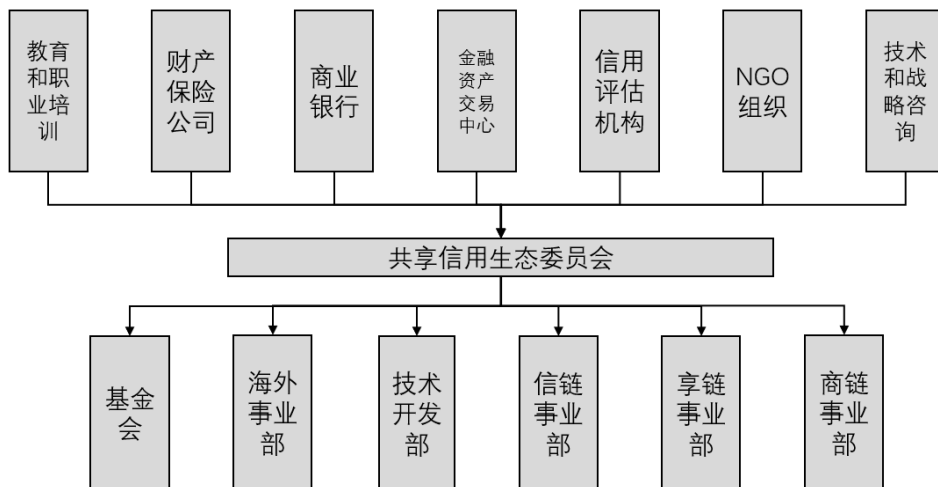 教育
和职
业培
训
财产
保险
公司
商业
银行
金融
资产
交易
中心
信用
评估
机构
NGO
组织
技术
和战
略咨
询
共享信用生态委员会
基金
会
海外
事业
部
技术
开发
部
信链
事业
部
享链
事业
部
商链
事业
部